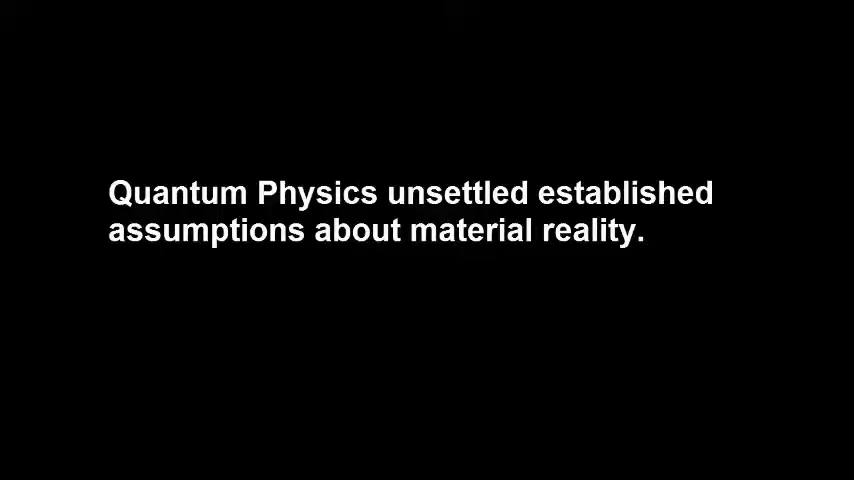 Quantum Physics unsettled established
assumptions about material reality.